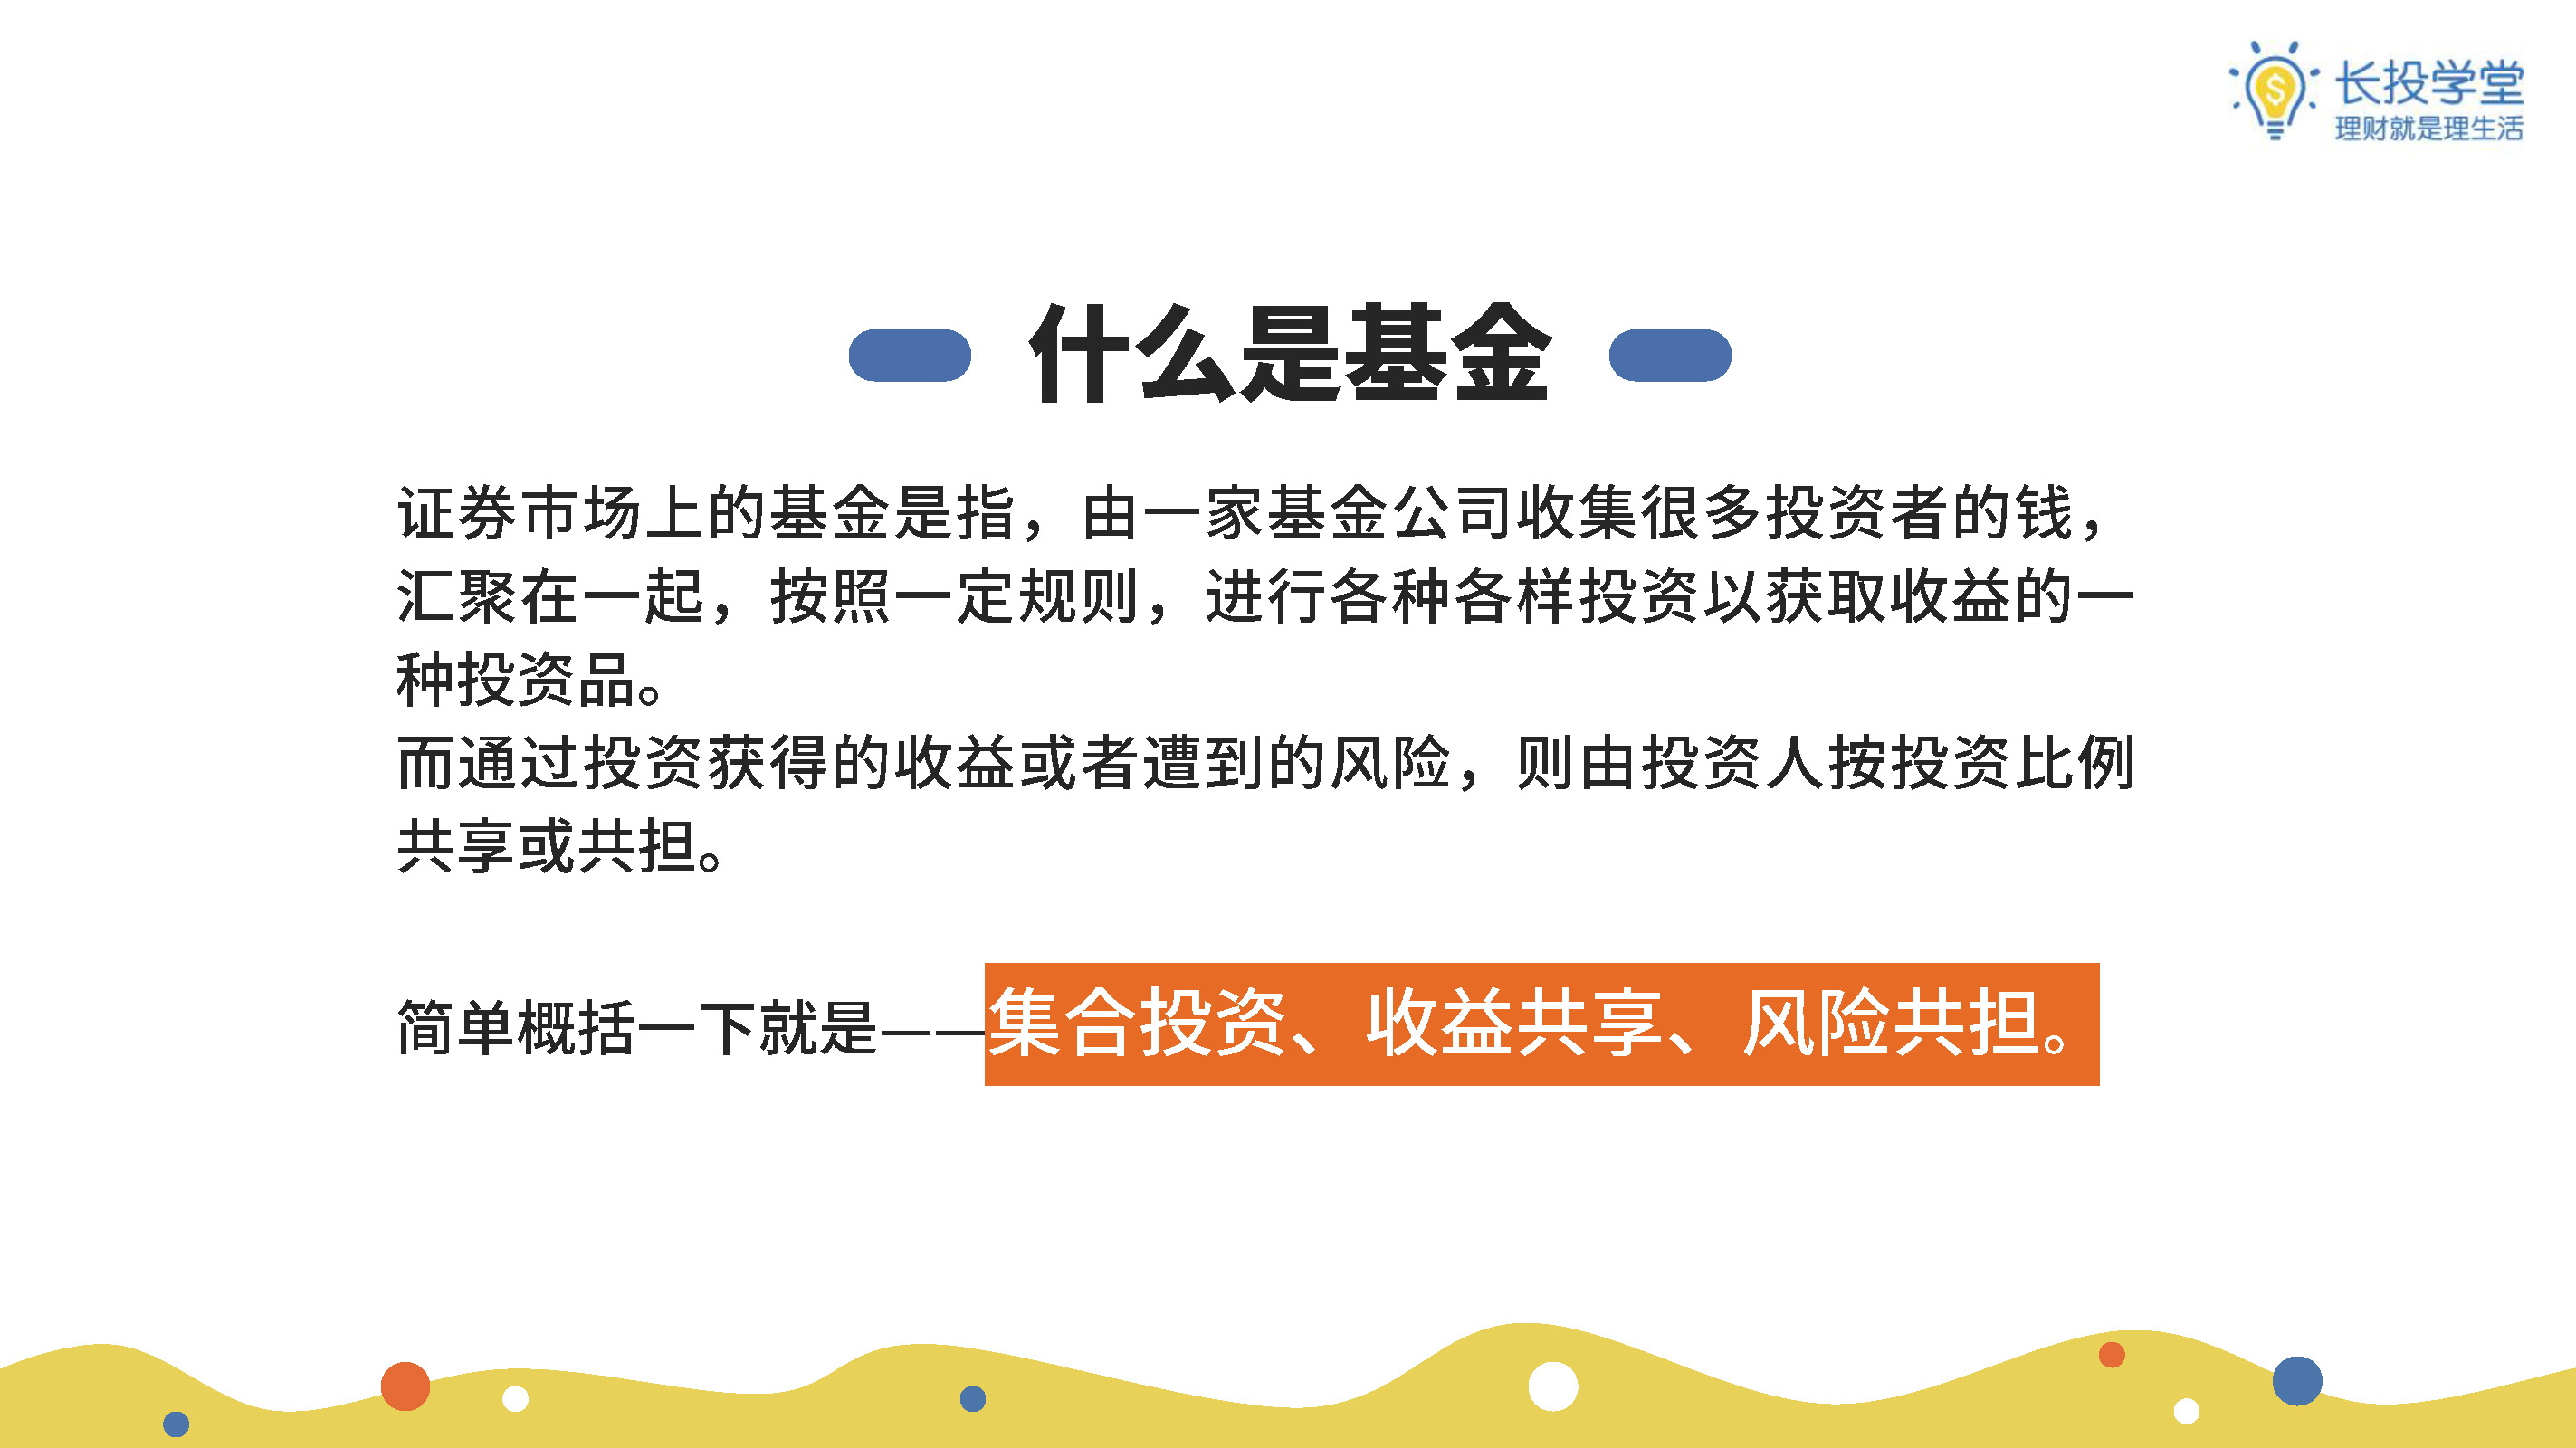 长投学堂
理财就是理生活
什么是基金
证券市场上的基金是指，由一家基金公司收集很多投资者的钱，
汇聚在一起，按照一定规则，进行各种各样投资以获取收益的一
种投资品。
而通过投资获得的收益或者遭到的风险，则由投资人按投资比例
共享或共担。
简单概括一下就是——集合投资、收益共享、风险共担。